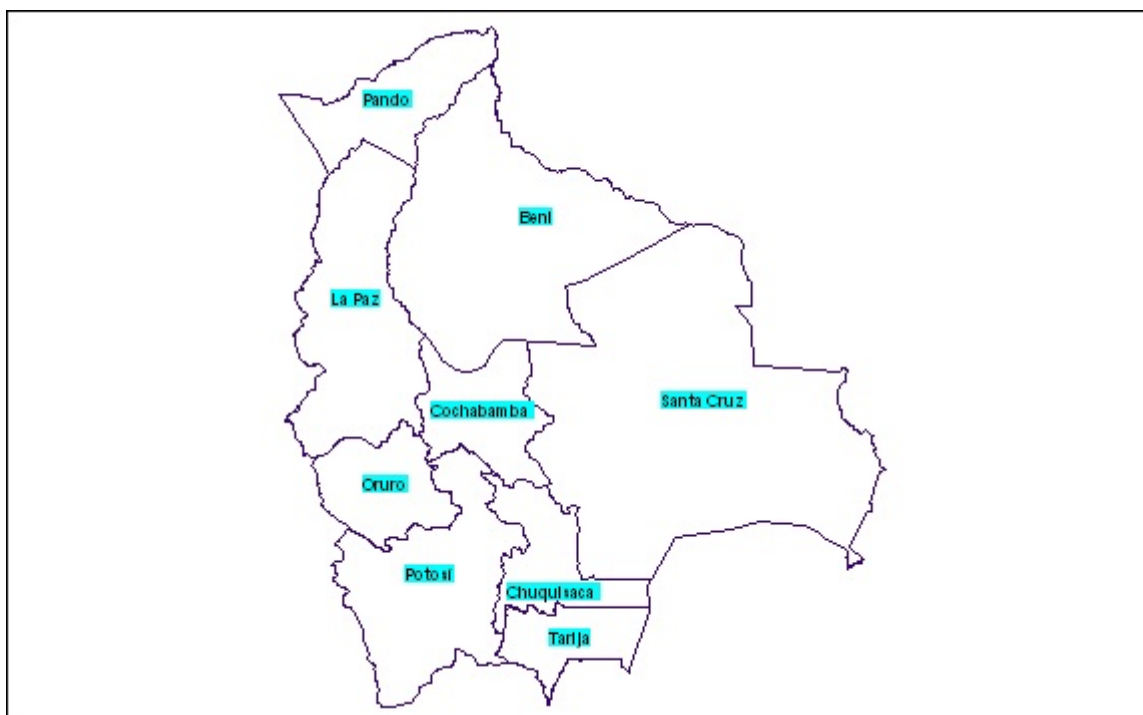 Pando
Beni
La Paz
Santa Cruz
Cochabamba
Oruro
Potosí
Chuquisaca
Tarija